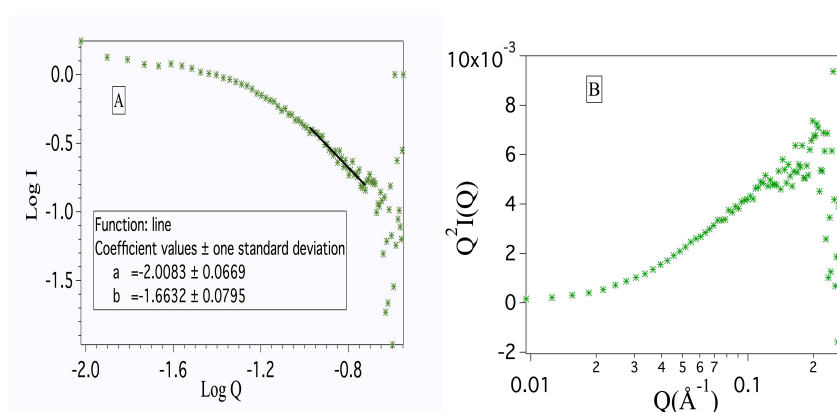 A
0.0
-0.5
-1.0
-1.5
Log I
Function: line
Coefficient values ± one standard deviation
a =-2.0083 ± 0.0669
b =-1.6632 ± 0.0795
-2.0 -1.6 -1.2 -0.8
Log Q
B
10x10⁻³
8
6
4
2
0
-2
Q²I(Q)
0.01 2 3 4 5 6 7 0.1 2
Q(Å⁻¹)